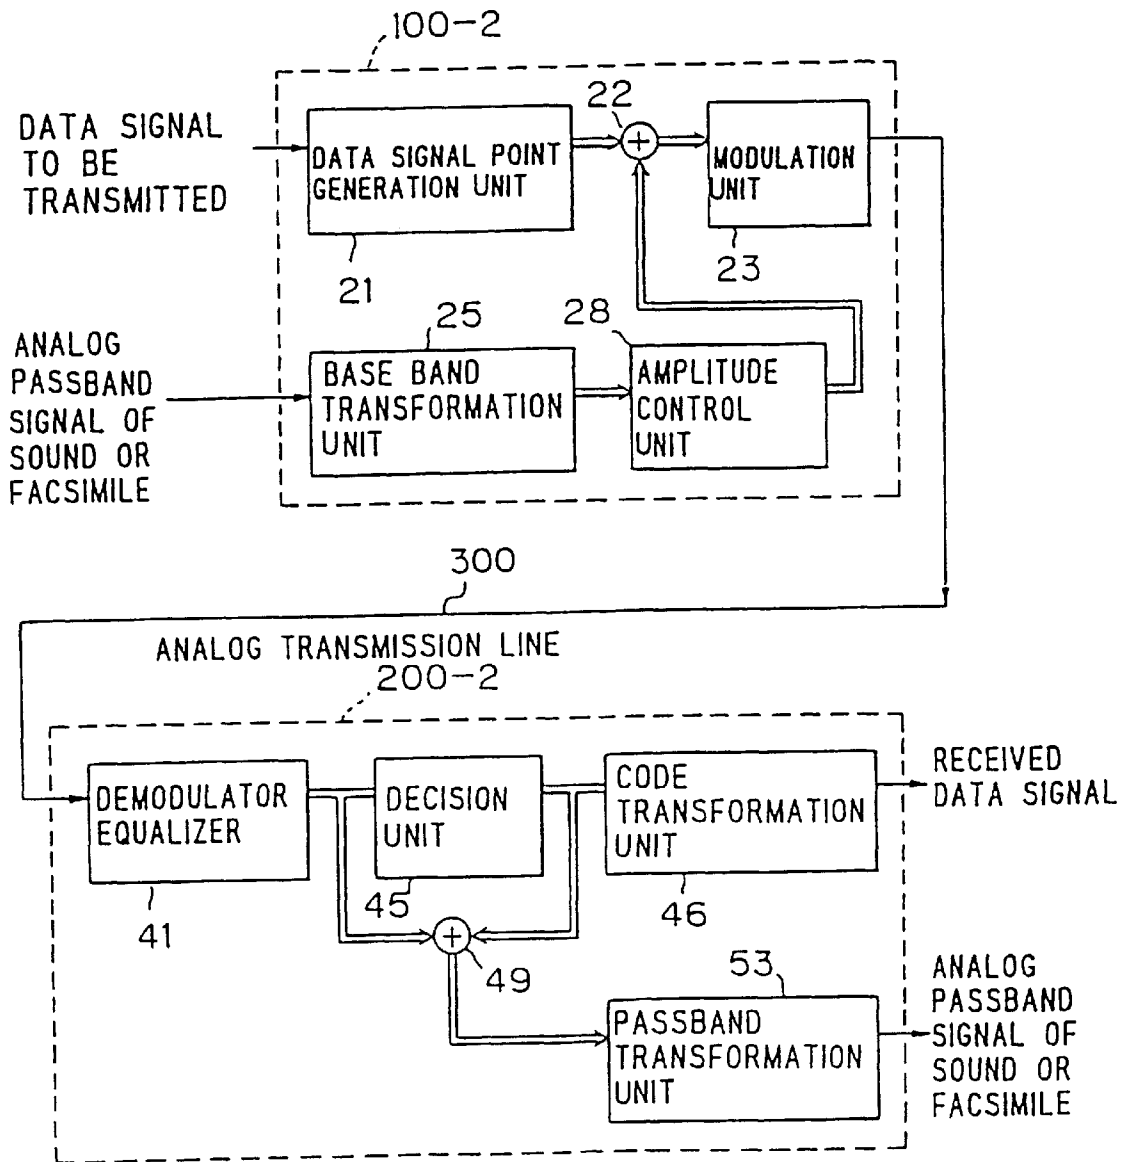 100-2
DATA SIGNAL
TO BE
TRANSMITTED
DATA SIGNAL POINT
GENERATION UNIT
21
22
+
MODULATION
UNIT
23
ANALOG
PASSBAND
SIGNAL OF
SOUND OR
FACSIMILE
25
BASE BAND
TRANSFORMATION
UNIT
28
AMPLITUDE
CONTROL
UNIT
300
ANALOG TRANSMISSION LINE
200-2
DEMODULATOR
EQUALIZER
41
DECISION
UNIT
45
CODE
TRANSFORMATION
UNIT
46
RECEIVED
DATA SIGNAL
+
49
53
PASSBAND
TRANSFORMATION
UNIT
ANALOG
PASSBAND
SIGNAL OF
SOUND OR
FACSIMILE